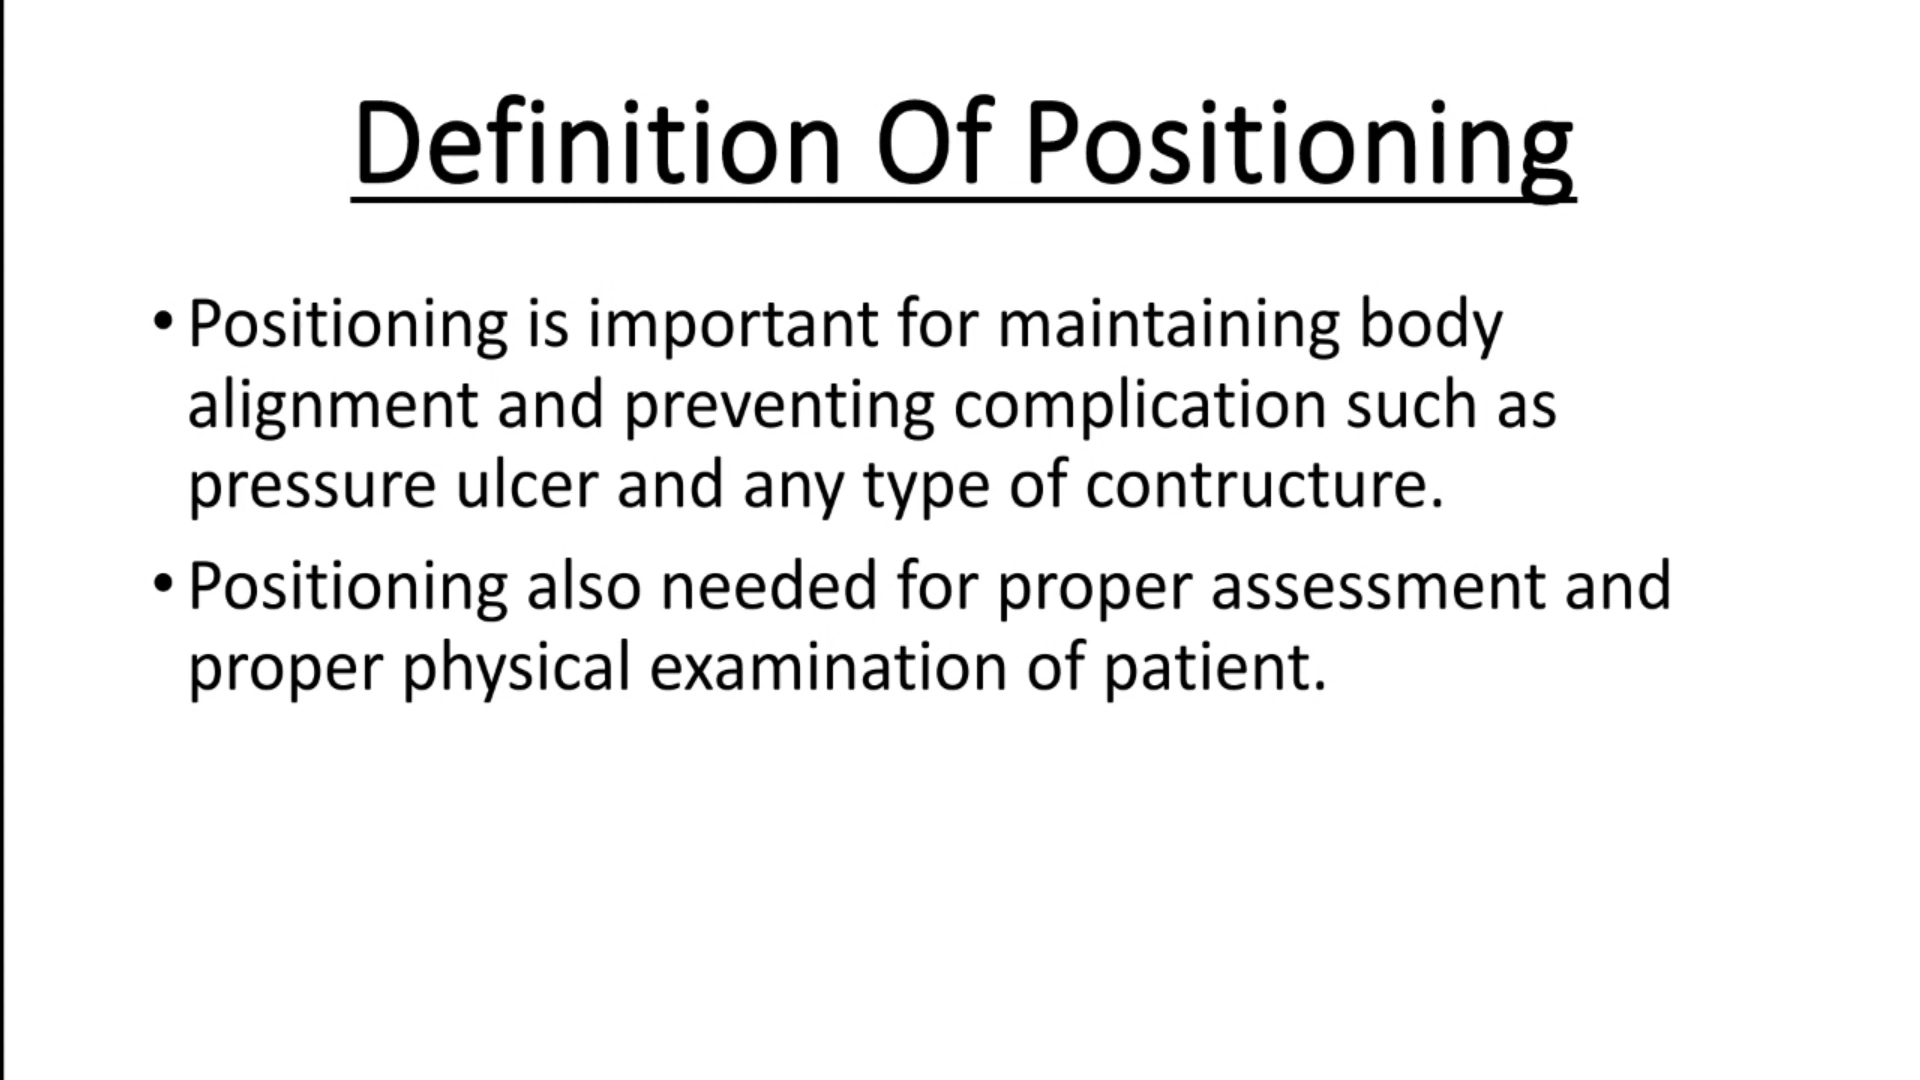 Definition Of Positioning
• Positioning is important for maintaining body
alignment and preventing complication such as
pressure ulcer and any type of contructure.
• Positioning also needed for proper assessment and
proper physical examination of patient.